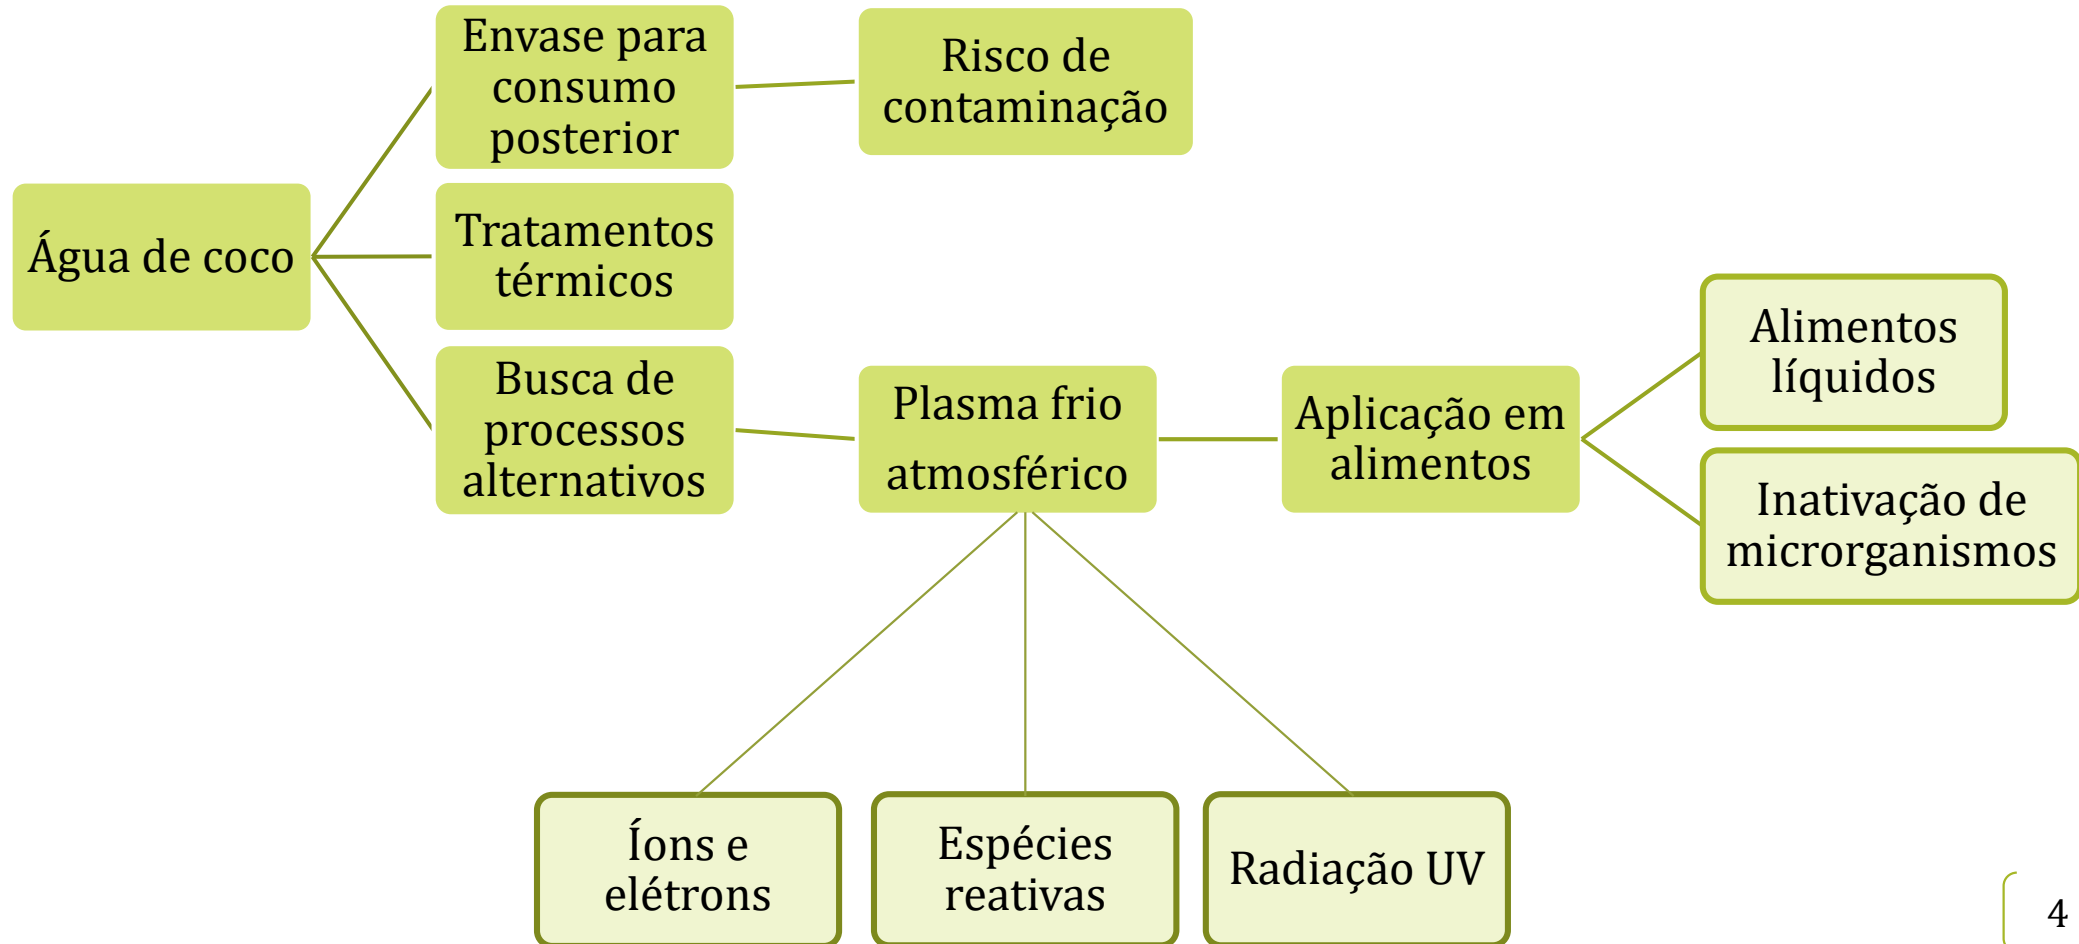 Envase para
consumo
posterior
Risco de
contaminação
Água de coco
Tratamentos
térmicos
Busca de
processos
alternativos
Plasma frio
atmosférico
Aplicação em
alimentos
Alimentos
líquidos
Inativação de
microrganismos
Íons e
elétrons
Espécies
reativas
Radiação UV
4